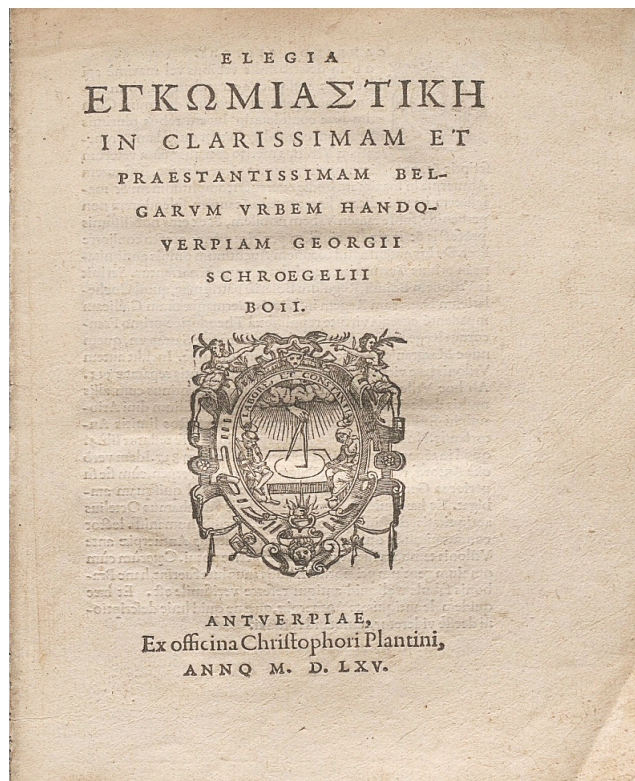 ELEGIA
ΕΓΚΩΜΙΑΣΤΙΚΗ
IN CLARISSIMAM ET
PRAESTANTISSIMAM BEL-
GARVM VRBEM HANDO-
VERPIAM GEORGII
SCHROEGELII
BOII.
LABORE ET CONSTANTIA
ANTVERPIAE,
Ex officina Chriſtophori Plantini,
ANNO M. D. LXV.